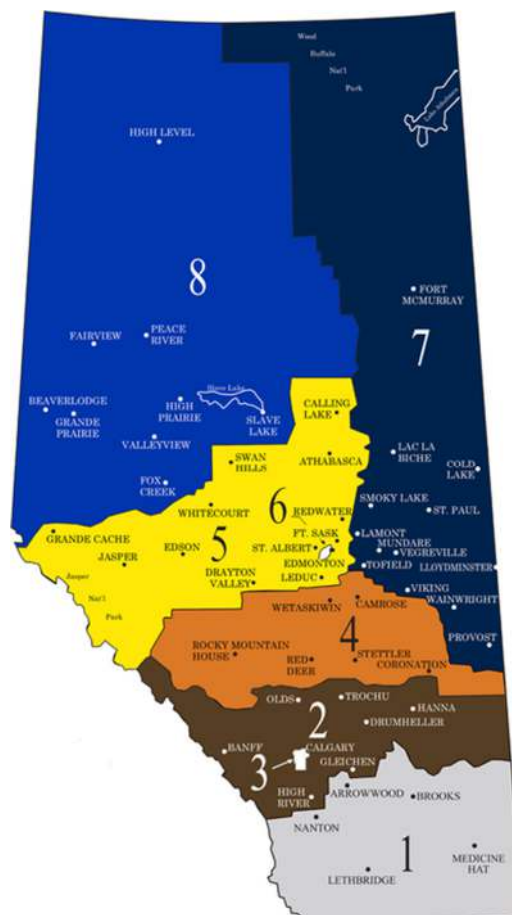 Wood
Buffalo
Nat'l
Park
Lake Athabasca
HIGH LEVEL
8
FORT
MCMURRAY
PEACE
RIVER
FAIRVIEW
7
BEAVERLODGE
GRANDE
PRAIRIE
HIGH
PRAIRIE
Slave Lake
SLAVE
LAKE
CALLING
LAKE
VALLEYVIEW
SWAN
HILLS
ATHABASCA
LAC LA
BICHE
COLD
LAKE
FOX
CREEK
WHITECOURT
6
REDWATER
SMOKY LAKE
ST. PAUL
GRANDE CACHE
5
FT. SASK
LAMONT
MUNDARE
JASPER
EDSON
ST. ALBERT
VEGREVILLE
EDMONTON
TOFIELD
LLOYDMINSTER
Jasper
Nat'l
Park
DRAYTON
VALLEY
LEDUC
VIKING
WAINWRIGHT
WETASKIWIN
CAMROSE
4
PROVOST
ROCKY MOUNTAIN
HOUSE
RED
DEER
STETTLER
CORONATION
OLDS
TROCHU
HANNA
2
DRUMHELLER
BANFF
CALGARY
3
GLEICHEN
HIGH
RIVER
ARROWWOOD
BROOKS
NANTON
1
MEDICINE
HAT
LETHBRIDGE